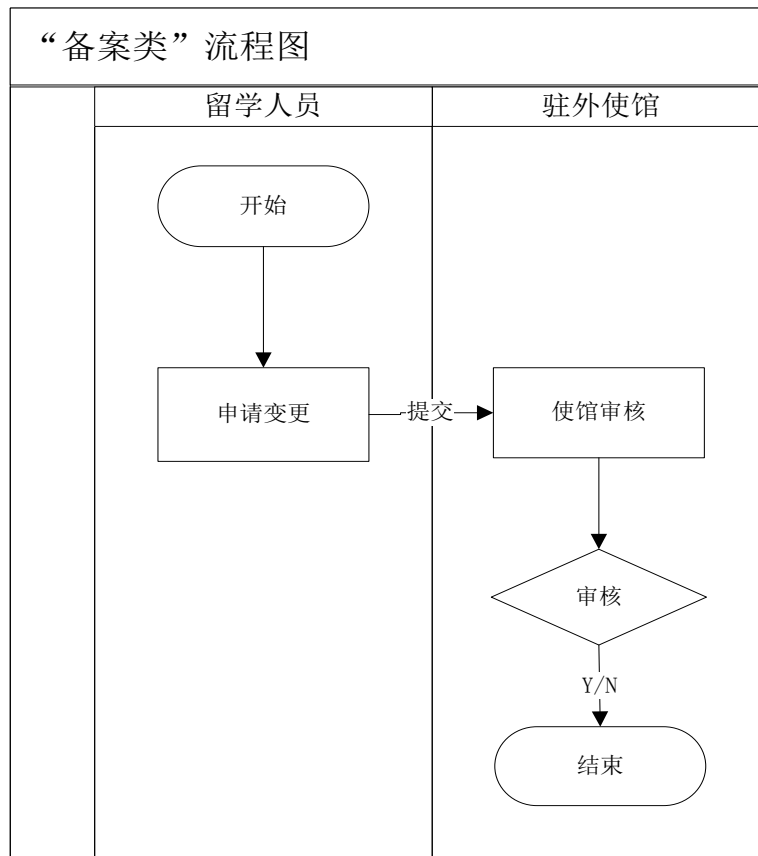 “备案类”流程图
留学人员
驻外使馆
开始
申请变更
提交
使馆审核
审核
Y/N
结束